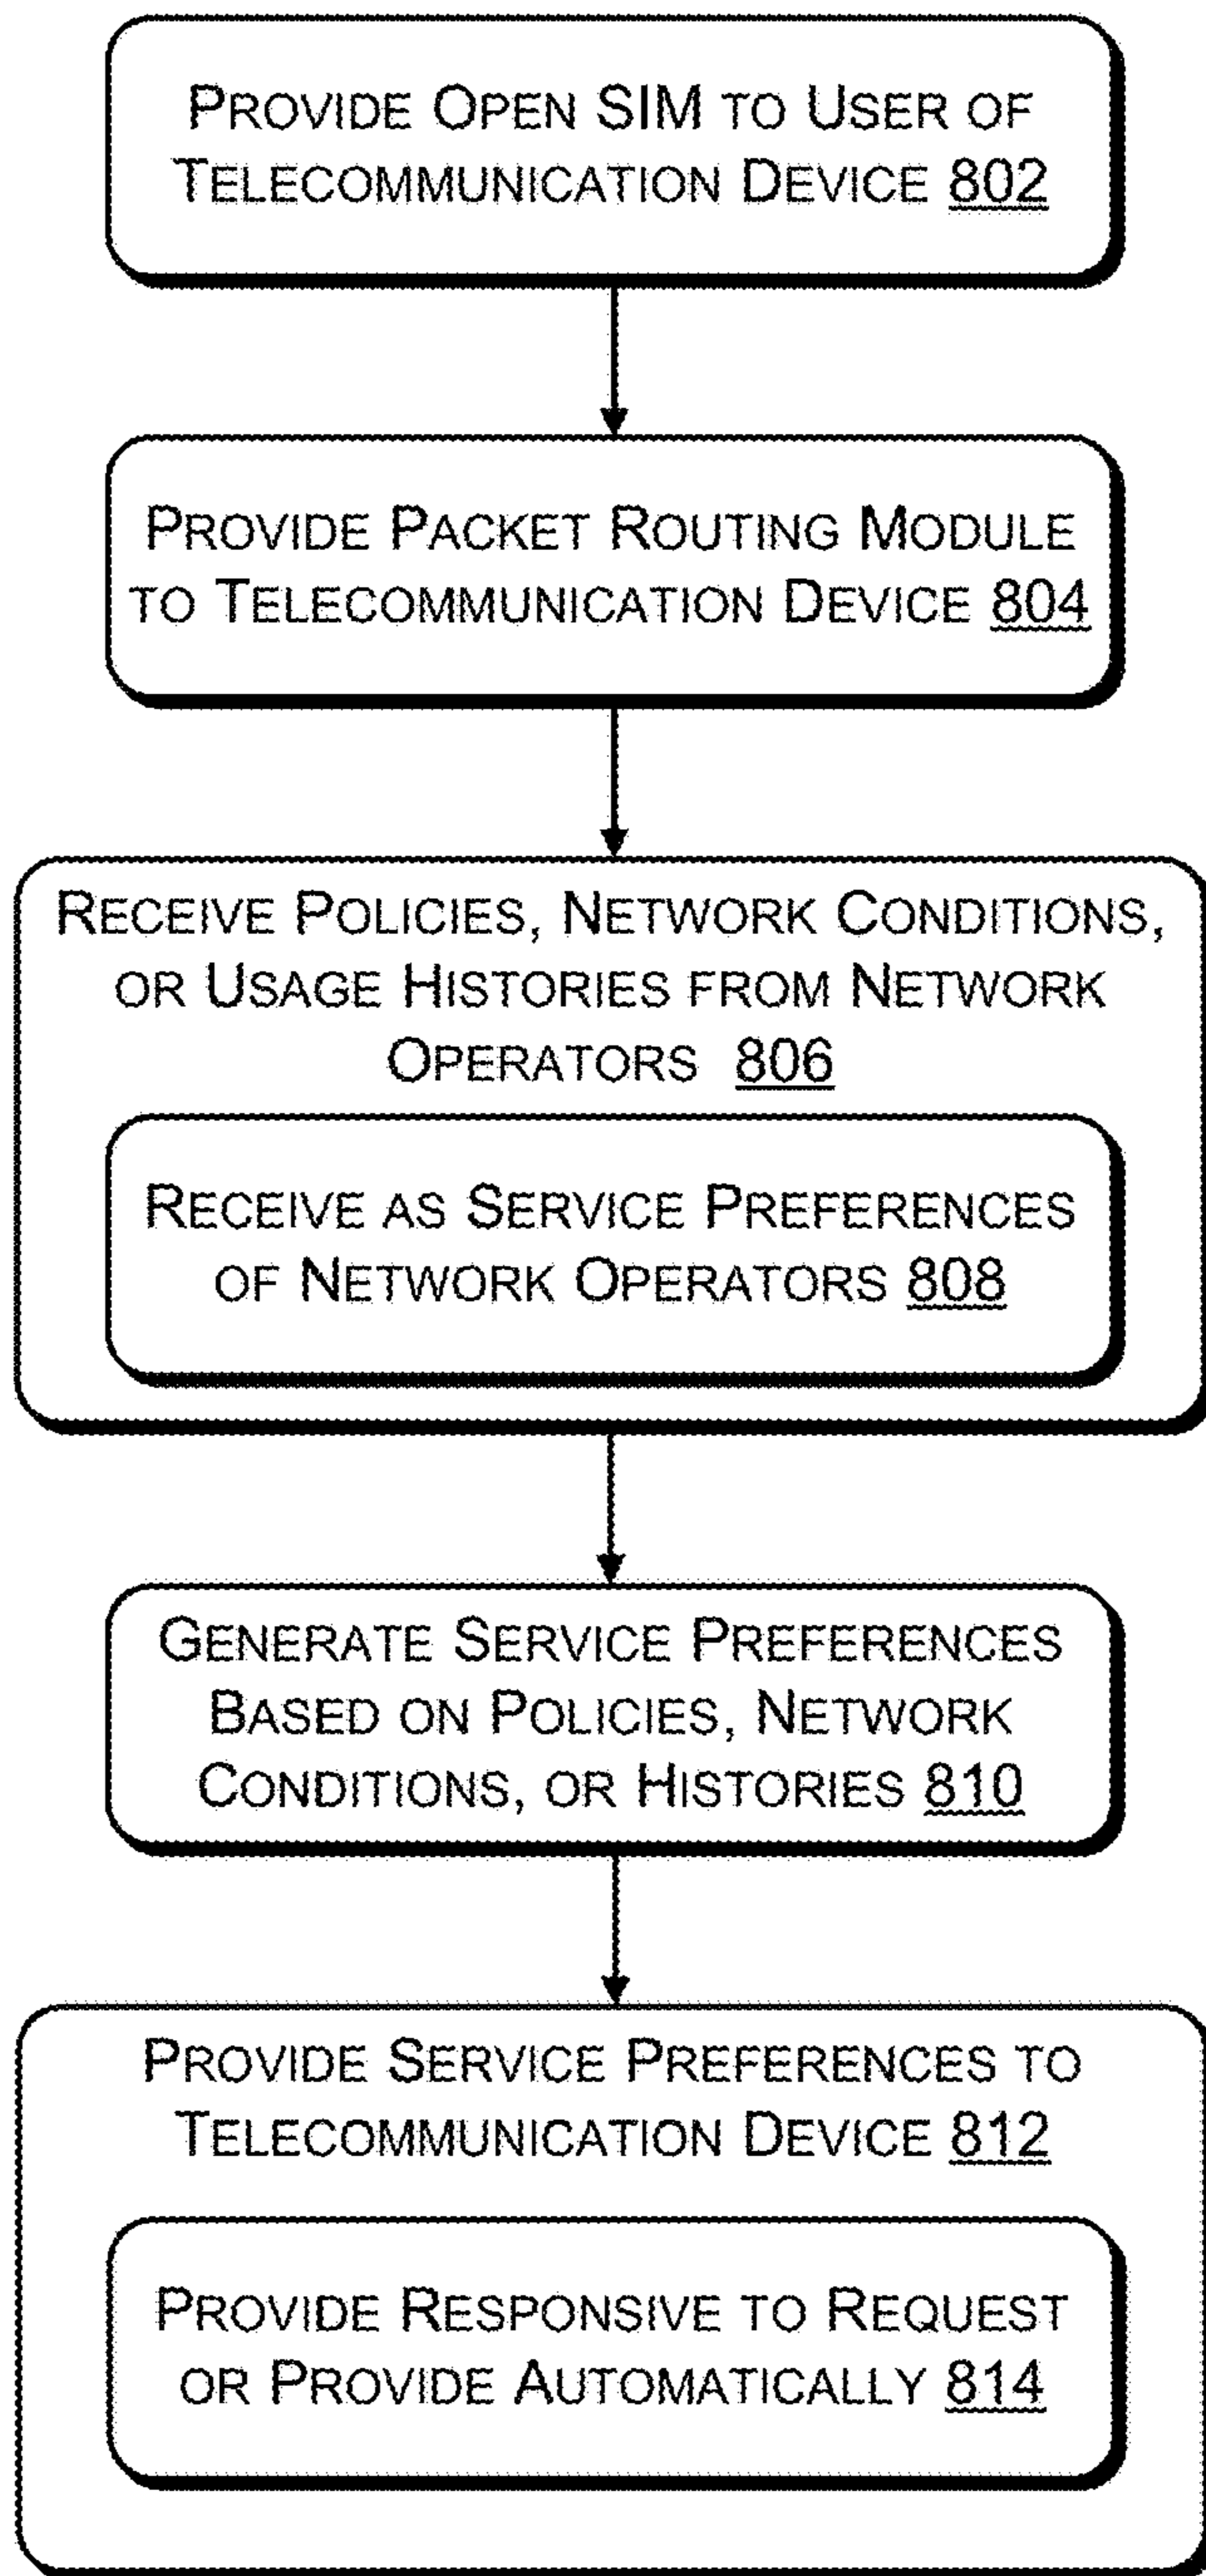 PROVIDE OPEN SIM TO USER OF
TELECOMMUNICATION DEVICE 802
PROVIDE PACKET ROUTING MODULE
TO TELECOMMUNICATION DEVICE 804
RECEIVE POLICIES, NETWORK CONDITIONS,
OR USAGE HISTORIES FROM NETWORK
OPERATORS 806
RECEIVE AS SERVICE PREFERENCES
OF NETWORK OPERATORS 808
GENERATE SERVICE PREFERENCES
BASED ON POLICIES, NETWORK
CONDITIONS, OR HISTORIES 810
PROVIDE SERVICE PREFERENCES TO
TELECOMMUNICATION DEVICE 812
PROVIDE RESPONSIVE TO REQUEST
OR PROVIDE AUTOMATICALLY 814